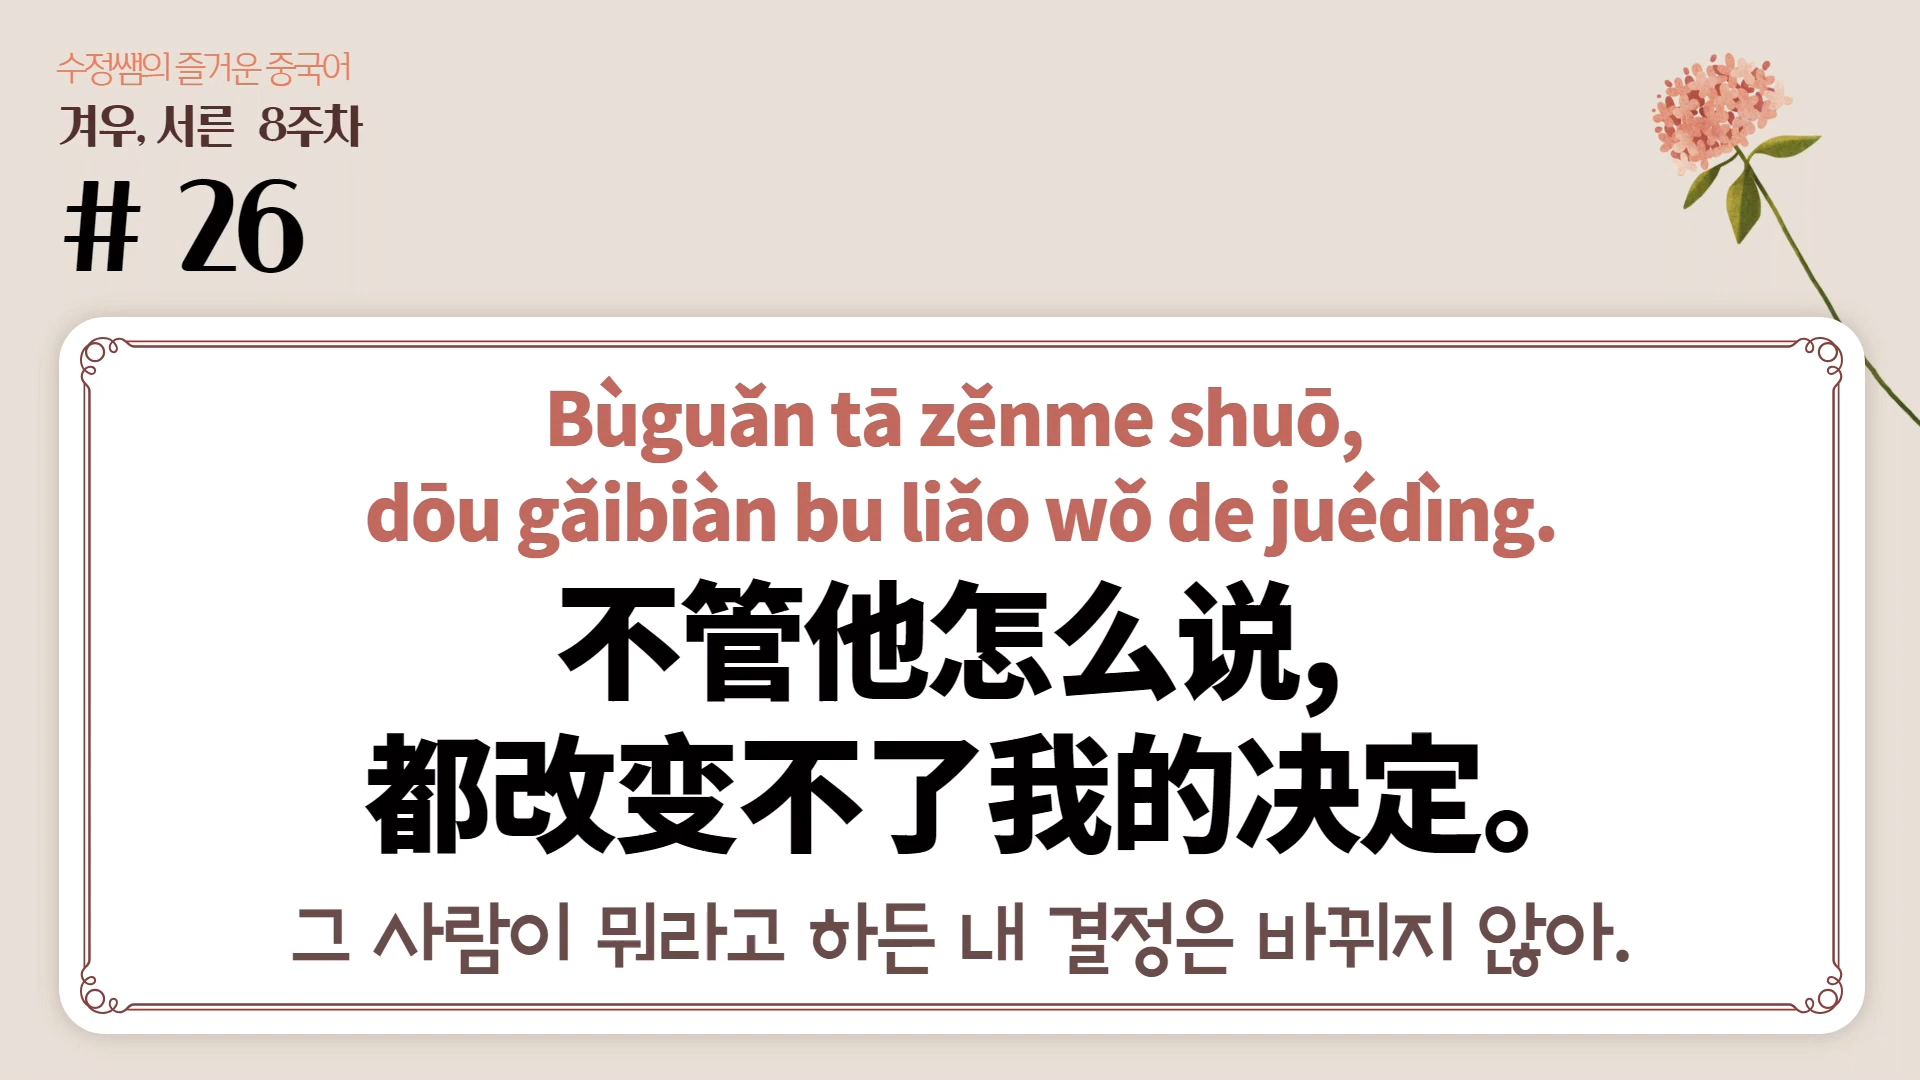 수정쌤의 즐거운 중국어
겨우, 서른 8주차
# 26
Bùguǎn tā zěnme shuō,
dōu gǎibiàn bu liǎo wǒ de juédìng.
不管他怎么说,
都改变不了我的决定。
그 사람이 뭐라고 하든 내 결정은 바뀌지 않아.